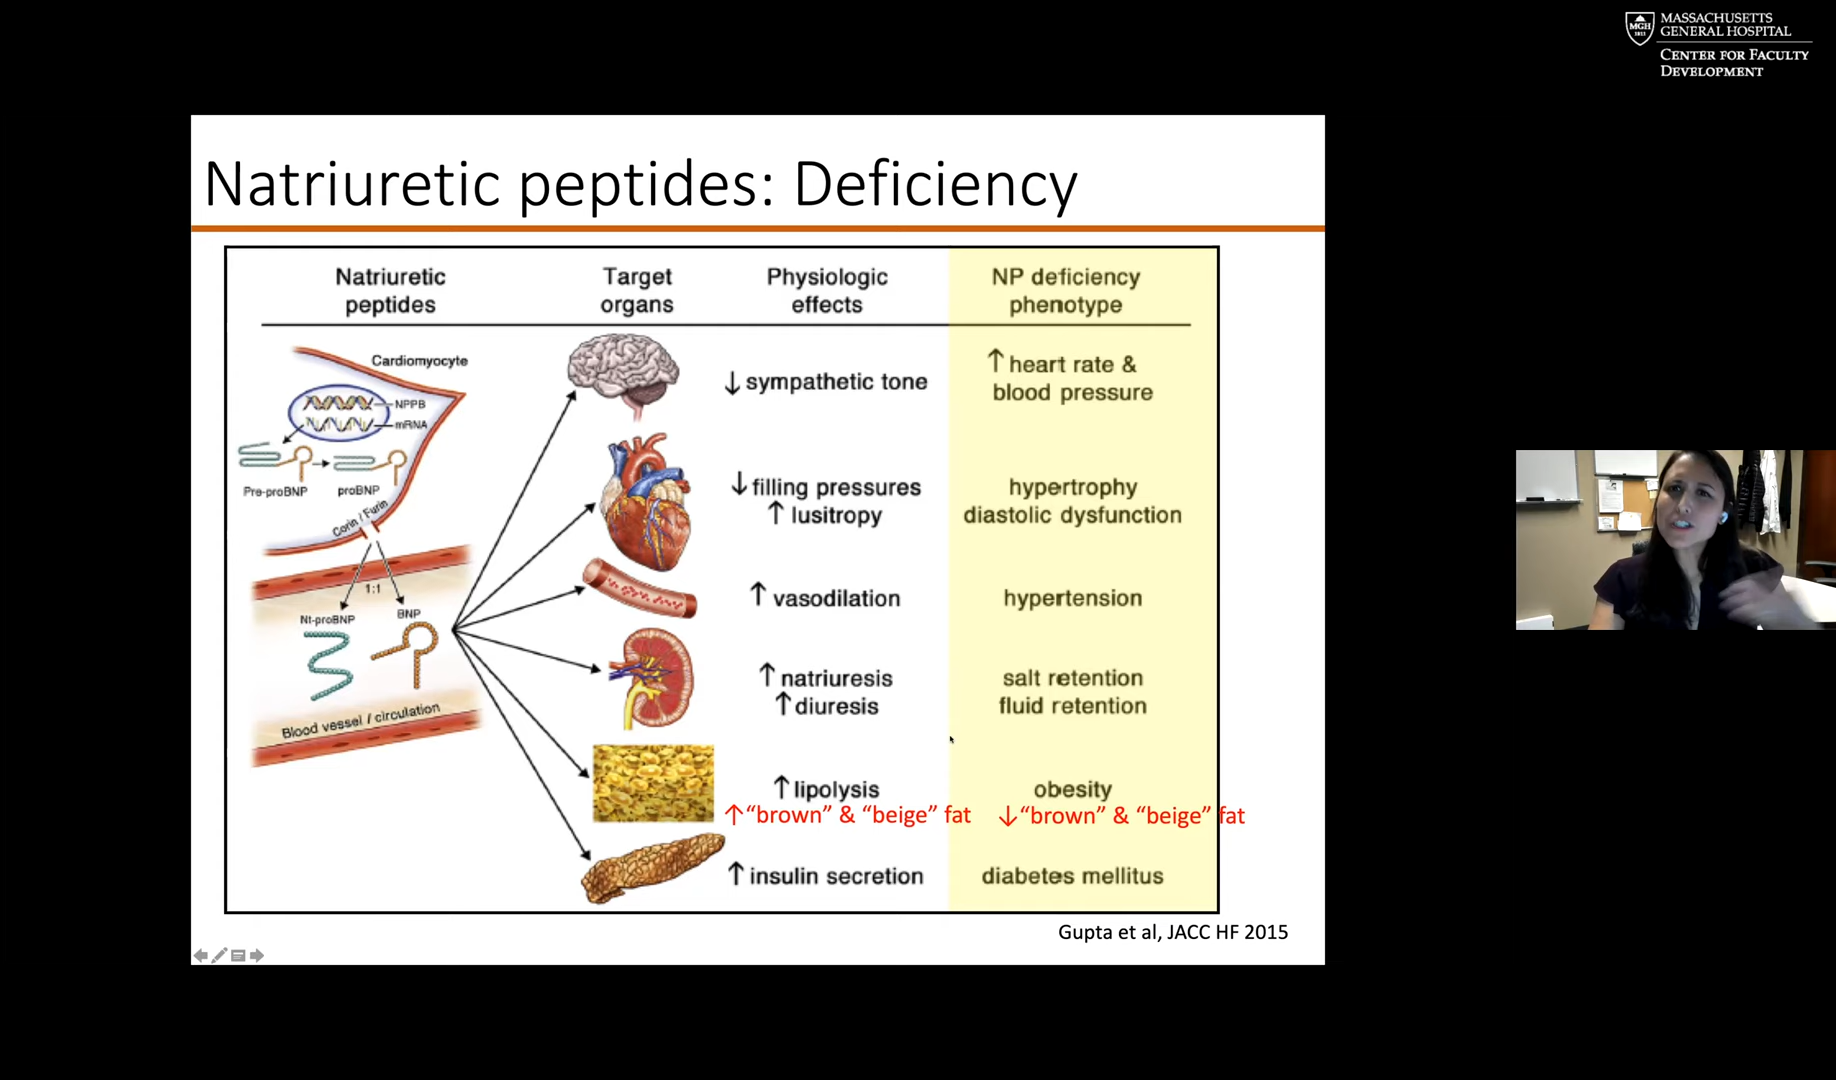 MASSACHUSETTS
GENERAL HOSPITAL
CENTER FOR FACULTY
DEVELOPMENT
MGH
1811
Natriuretic peptides: Deficiency
Natriuretic
peptides
Target
organs
Physiologic
effects
NP deficiency
phenotype
Cardiomyocyte
NPPB
mRNA
Pre-proBNP
proBNP
Corin / Furin
1:1
Nt-proBNP
BNP
Blood vessel / circulation
↓ sympathetic tone
↑ heart rate &
blood pressure
↓ filling pressures
↑ lusitropy
hypertrophy
diastolic dysfunction
↑ vasodilation
hypertension
↑ natriuresis
↑ diuresis
salt retention
fluid retention
↑ lipolysis
↑“brown” & “beige” fat
obesity
↓“brown” & “beige” fat
↑ insulin secretion
diabetes mellitus
Gupta et al, JACC HF 2015